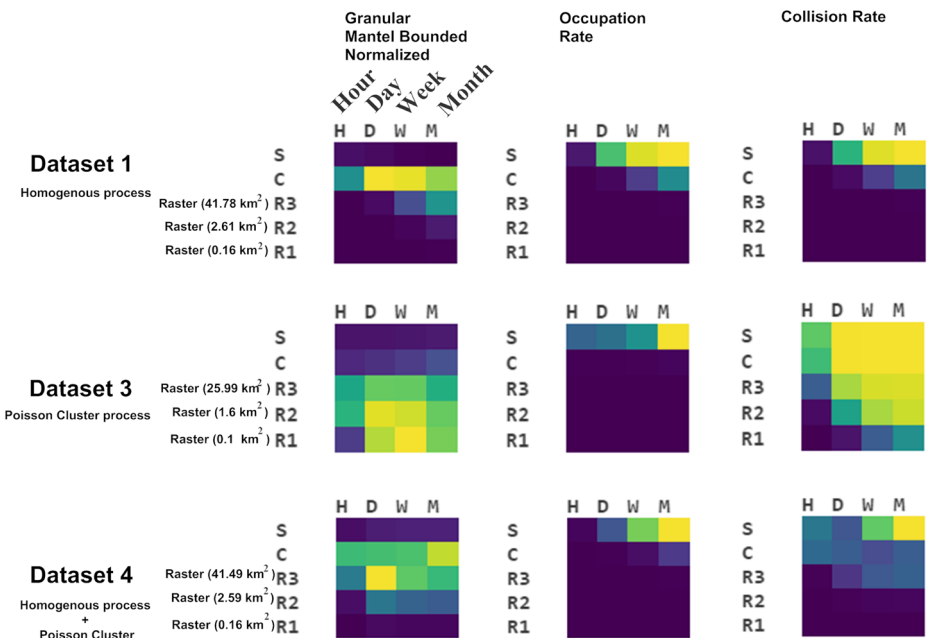 Granular
Mantel Bounded
Normalized
Occupation
Rate
Collision Rate
Hour Day Week Month
H D W M
H D W M
H D W M
Dataset 1
Homogenous process
Raster (41.78 km²)
Raster (2.61 km²)
Raster (0.16 km²)
S
C
R3
R2
R1
S
C
R3
R2
R1
S
C
R3
R2
R1
H D W M
H D W M
H D W M
Dataset 3
Poisson Cluster process
Raster (25.99 km²)
Raster (1.6 km²)
Raster (0.1 km²)
S
C
R3
R2
R1
S
C
R3
R2
R1
S
C
R3
R2
R1
H D W M
H D W M
H D W M
Dataset 4
Homogenous process
+
Poisson Cluster
Raster (41.49 km²)
Raster (2.59 km²)
Raster (0.16 km²)
S
C
R3
R2
R1
S
C
R3
R2
R1
S
C
R3
R2
R1